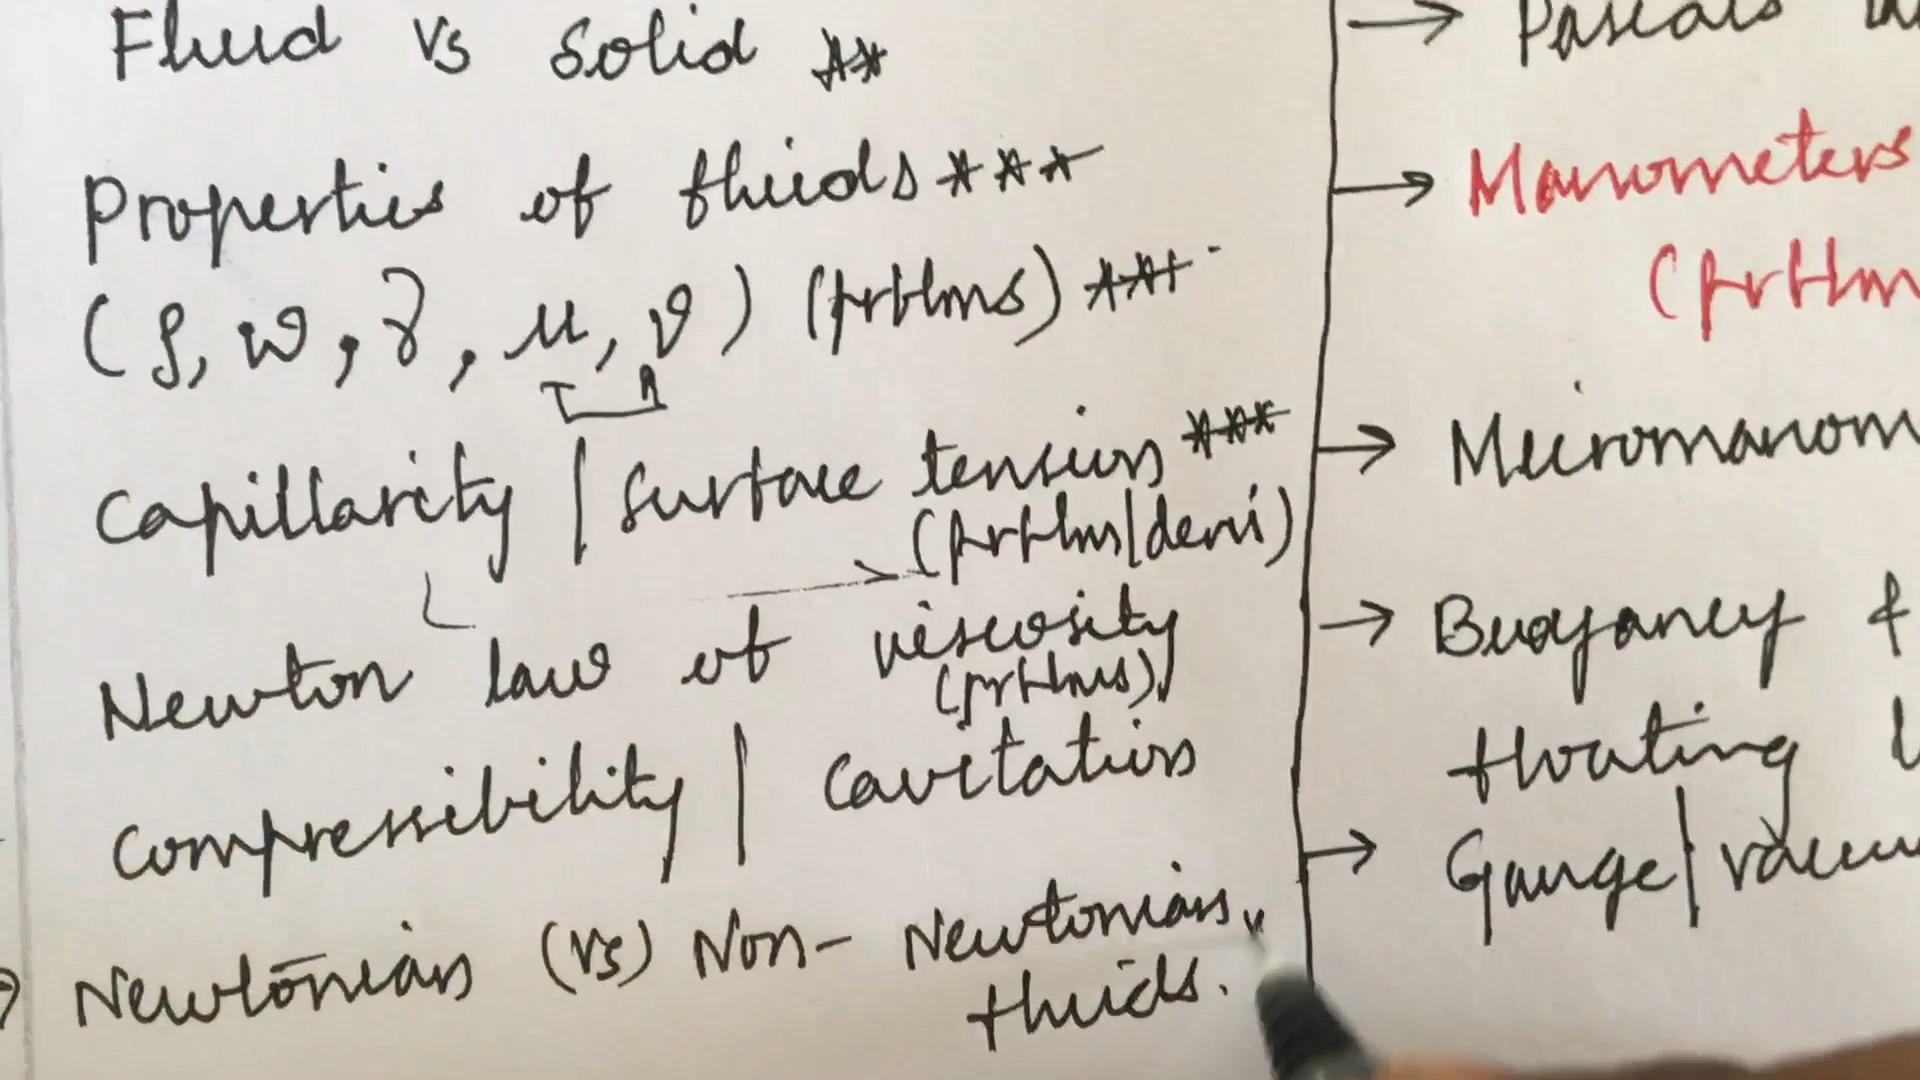 Fluid vs Solid **
Properties of fluids ***
(ρ, w, γ, μ, ν) (prblms) ***
Capillarity | Surface tension ***
(prblms/deri)
Newton law of viscosity
(prblms)
Compressibility | Cavitation
Newtonian (vs) Non-Newtonian
fluids.
→ Pascals
→ Manometers
(prblm
→ Micromanom
→ Buoyancy &
floating
→ Gauge |